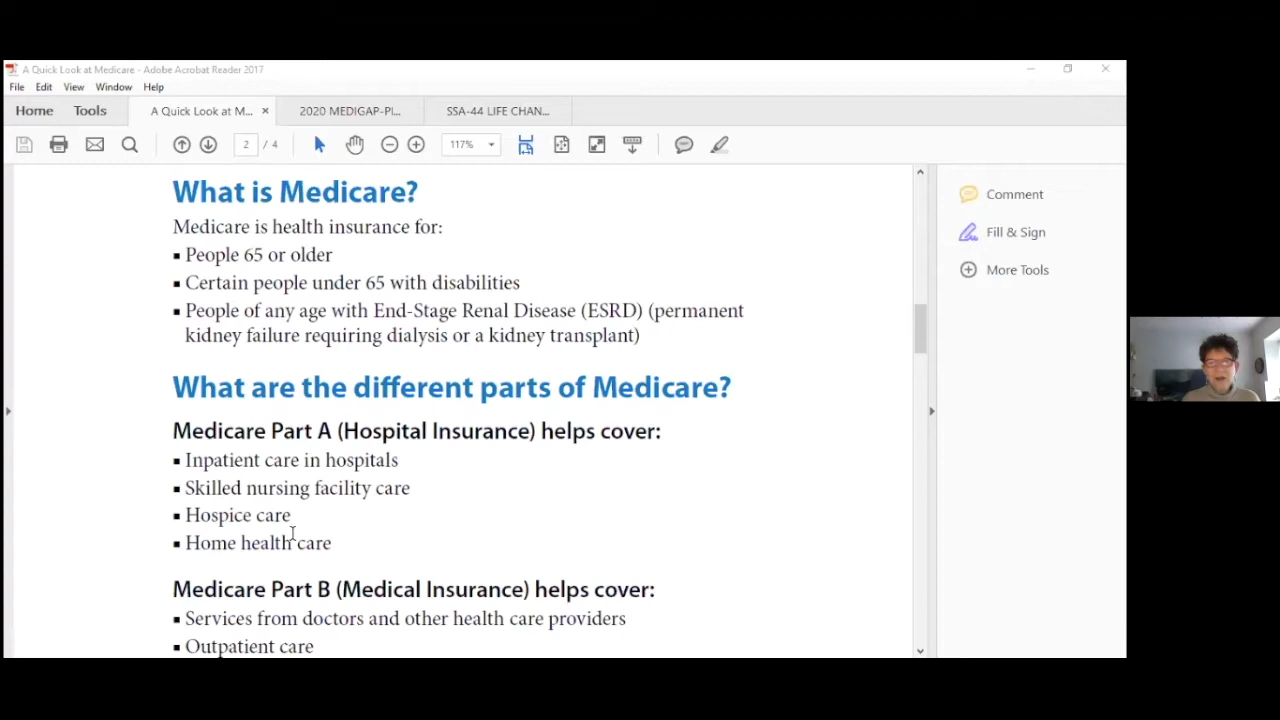 A Quick Look at Medicare - Adobe Acrobat Reader 2017
File Edit View Window Help
Home Tools A Quick Look at M... × 2020 MEDIGAP-PL... SSA-44 LIFE CHAN...
2 / 4 117%
What is Medicare?
Medicare is health insurance for:
▪ People 65 or older
▪ Certain people under 65 with disabilities
▪ People of any age with End-Stage Renal Disease (ESRD) (permanent
kidney failure requiring dialysis or a kidney transplant)
What are the different parts of Medicare?
Medicare Part A (Hospital Insurance) helps cover:
▪ Inpatient care in hospitals
▪ Skilled nursing facility care
▪ Hospice care
▪ Home health care
Medicare Part B (Medical Insurance) helps cover:
▪ Services from doctors and other health care providers
▪ Outpatient care
Comment
Fill & Sign
More Tools